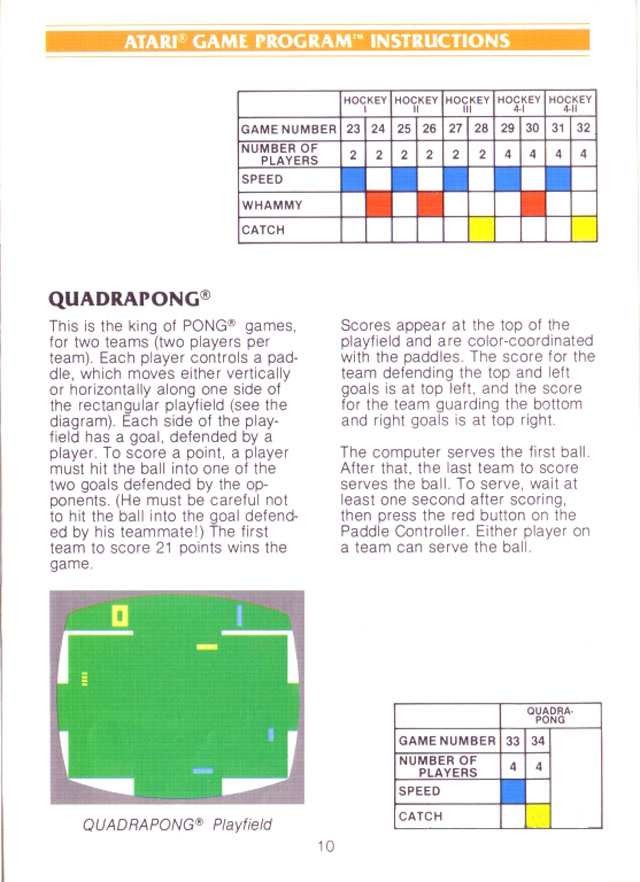 ATARI® GAME PROGRAM™ INSTRUCTIONS
HOCKEY I HOCKEY II HOCKEY III HOCKEY 4-I HOCKEY 4-II
GAME NUMBER 23 24 25 26 27 28 29 30 31 32
NUMBER OF PLAYERS 2 2 2 2 2 2 4 4 4 4
SPEED
WHAMMY
CATCH
QUADRAPONG®
This is the king of PONG® games,
for two teams (two players per
team). Each player controls a pad-
dle, which moves either vertically
or horizontally along one side of
the rectangular playfield (see the
diagram). Each side of the play-
field has a goal, defended by a
player. To score a point, a player
must hit the ball into one of the
two goals defended by the op-
ponents. (He must be careful not
to hit the ball into the goal defend-
ed by his teammate!) The first
team to score 21 points wins the
game.
Scores appear at the top of the
playfield and are color-coordinated
with the paddles. The score for the
team defending the top and left
goals is at top left, and the score
for the team guarding the bottom
and right goals is at top right.
The computer serves the first ball.
After that, the last team to score
serves the ball. To serve, wait at
least one second after scoring,
then press the red button on the
Paddle Controller. Either player on
a team can serve the ball.
0 1
QUADRAPONG® Playfield
QUADRA-
PONG
GAME NUMBER 33 34
NUMBER OF PLAYERS 4 4
SPEED
CATCH
10